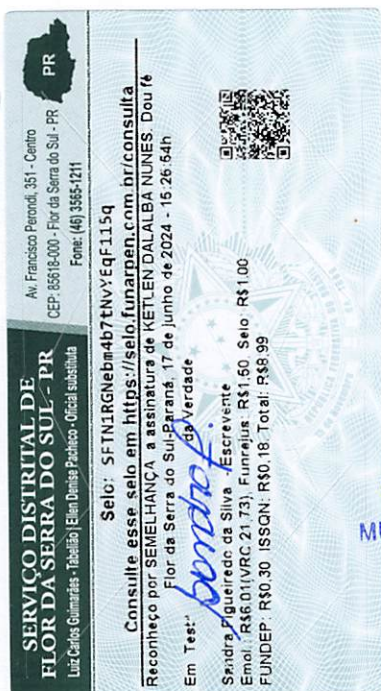 SERVIÇO DISTRITAL DE
FLOR DA SERRA DO SUL - PR
Luiz Carlos Guimarães - Tabelião | Ellen Denise Pacheco - Oficial substituta
Av. Francisco Perondi, 351 - Centro
CEP: 85618-000 - Flor da Serra do Sul - PR
Fone: (46) 3565-1211
PR
Selo: SFTN1RGNebm4b7tNvYEqF115q
Consulte esse selo em https://selo.funarpen.com.br/consulta
Reconheço por SEMELHANÇA a assinatura de KETLEN DALALBA NUNES. Dou fé
Flor da Serra do Sul-Paraná, 17 de junho de 2024 - 15:26:54h
Em Testº da Verdade
Sandra Figueiredo da Silva - Escrevente
Emol.: R$6,01(VRC 21,73), Funrejus: R$1,50, Selo: R$1,00,
FUNDEP: R$0,30 ISSQN: R$0,18. Total: R$8,99